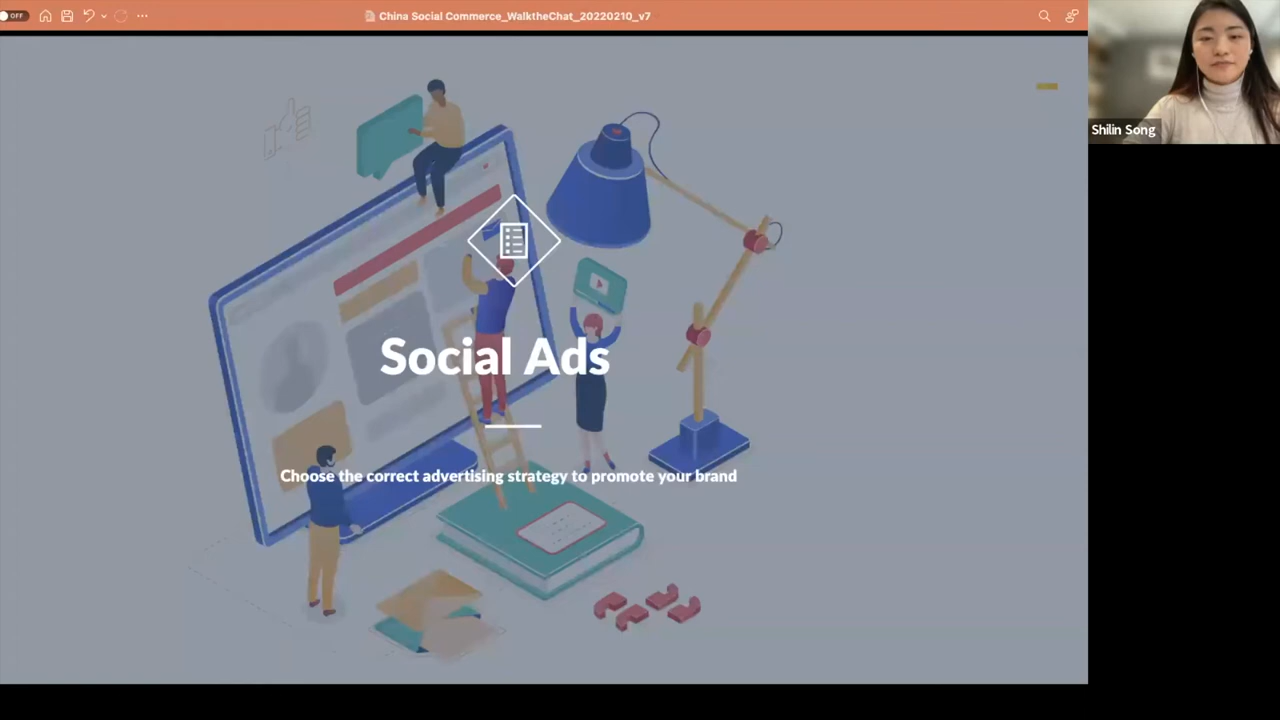 OFF
China Social Commerce_WalktheChat_20220210_v7
Shilin Song
Social Ads
Choose the correct advertising strategy to promote your brand